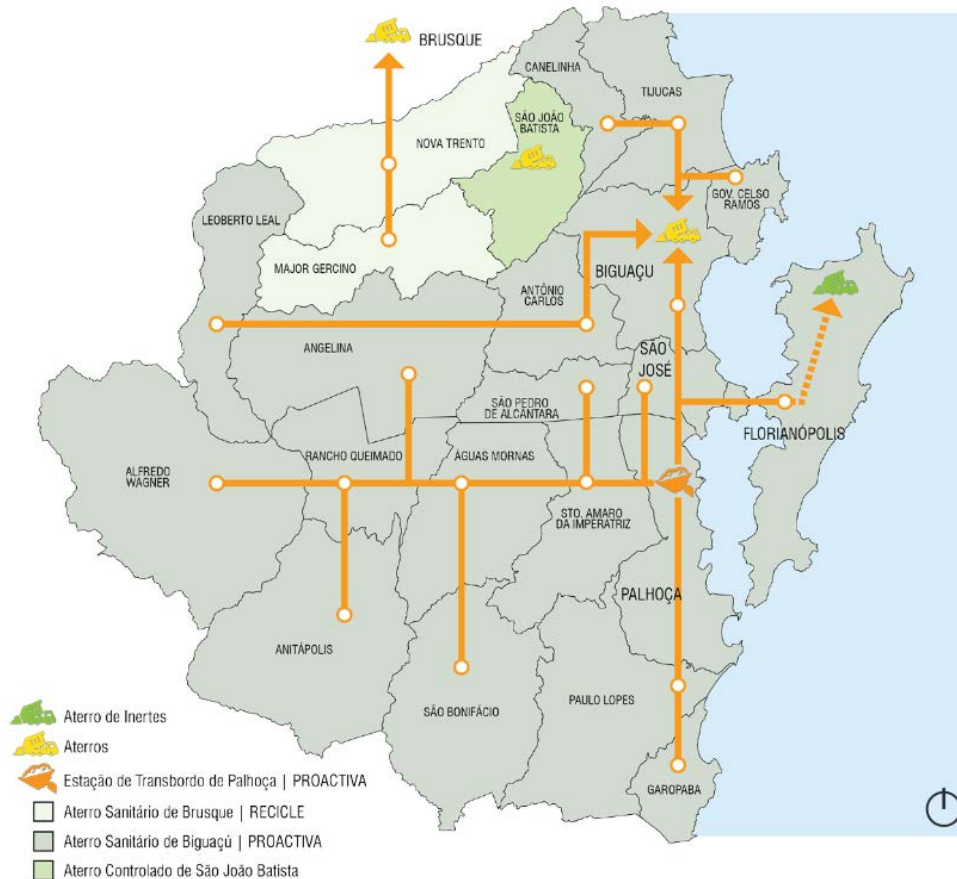 BRUSQUE
CANELINHA
TIJUCAS
SÃO JOÃO
BATISTA
NOVA TRENTO
GOV. CELSO
RAMOS
LEOBERTO LEAL
MAJOR GERCINO
BIGUAÇU
ANTÔNIO
CARLOS
ANGELINA
SÃO
JOSÉ
SÃO PEDRO
DE ALCÂNTARA
FLORIANÓPOLIS
RANCHO QUEIMADO
ÁGUAS MORNAS
ALFREDO
WAGNER
STO. AMARO
DA IMPERATRIZ
PALHOÇA
ANITÁPOLIS
PAULO LOPES
SÃO BONIFÁCIO
GAROPABA
Aterro de Inertes
Aterros
Estação de Transbordo de Palhoça | PROACTIVA
Aterro Sanitário de Brusque | RECICLE
Aterro Sanitário de Biguaçú | PROACTIVA
Aterro Controlado de São João Batista